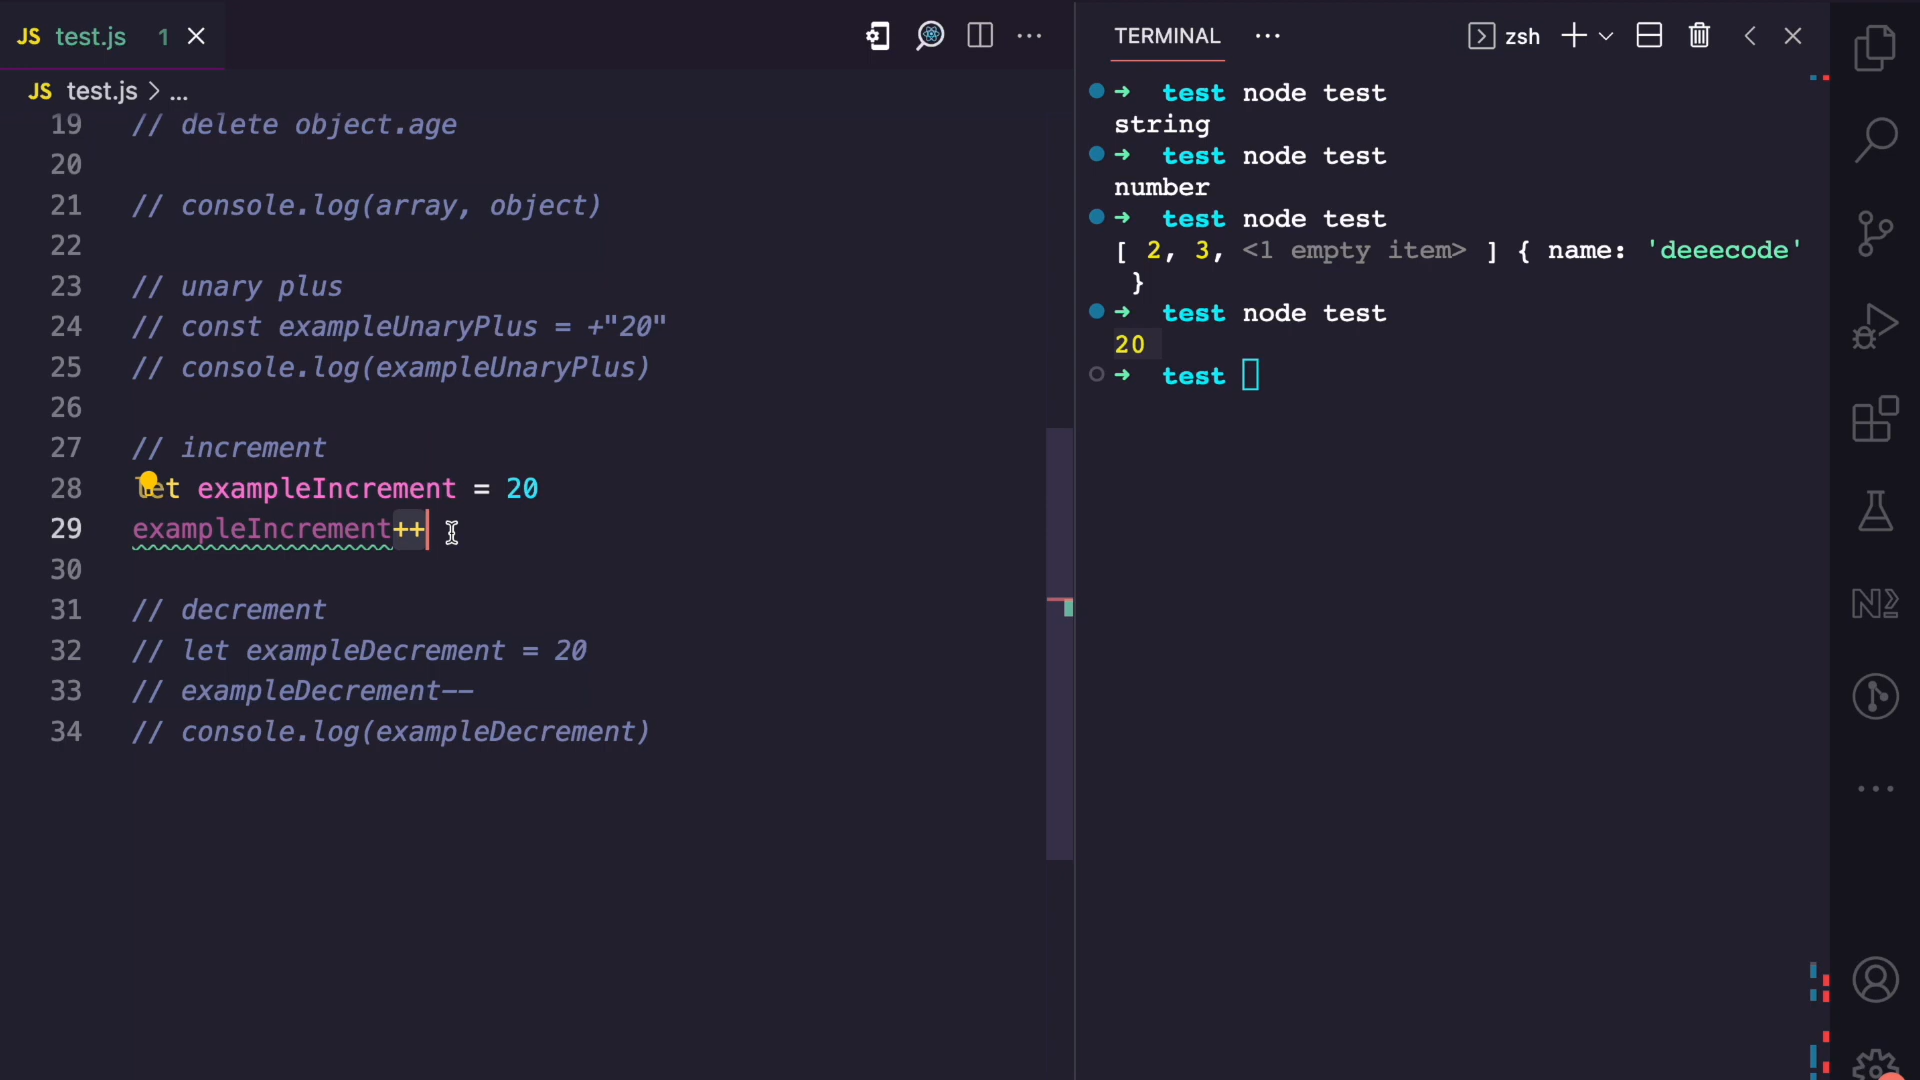 JS test.js 1
JS test.js > ...
19 // delete object.age
20
21 // console.log(array, object)
22
23 // unary plus
24 // const exampleUnaryPlus = +"20"
25 // console.log(exampleUnaryPlus)
26
27 // increment
28 let exampleIncrement = 20
29 exampleIncrement++
30
31 // decrement
32 // let exampleDecrement = 20
33 // exampleDecrement--
34 // console.log(exampleDecrement)
TERMINAL ... zsh
→ test node test
string
→ test node test
number
→ test node test
[ 2, 3, <1 empty item> ] { name: 'deeecode'
}
→ test node test
20
→ test